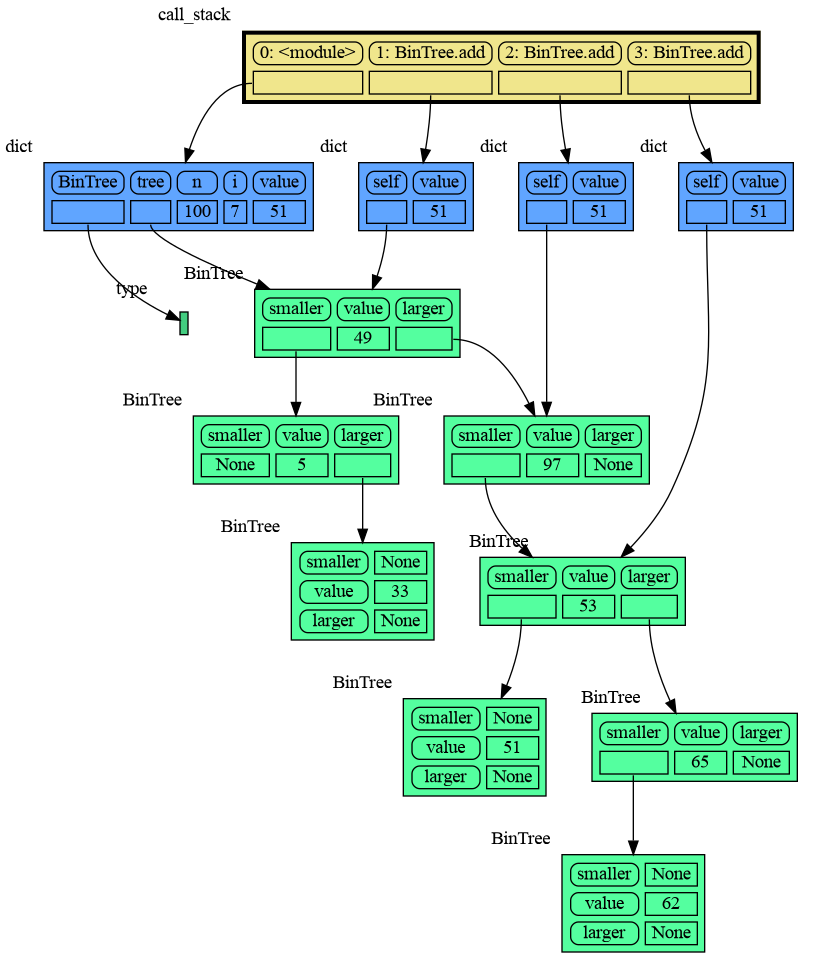 call_stack
0: <module> 1: BinTree.add 2: BinTree.add 3: BinTree.add
dict dict dict dict
BinTree tree n i value self value self value self value
100 7 51 51 51 51
type BinTree
smaller value larger
49
BinTree BinTree
smaller value larger smaller value larger
None 5 97 None
BinTree BinTree
smaller None smaller value larger
value 33 53
larger None
BinTree BinTree
smaller None smaller value larger
value 51 65 None
larger None
BinTree
smaller None
value 62
larger None